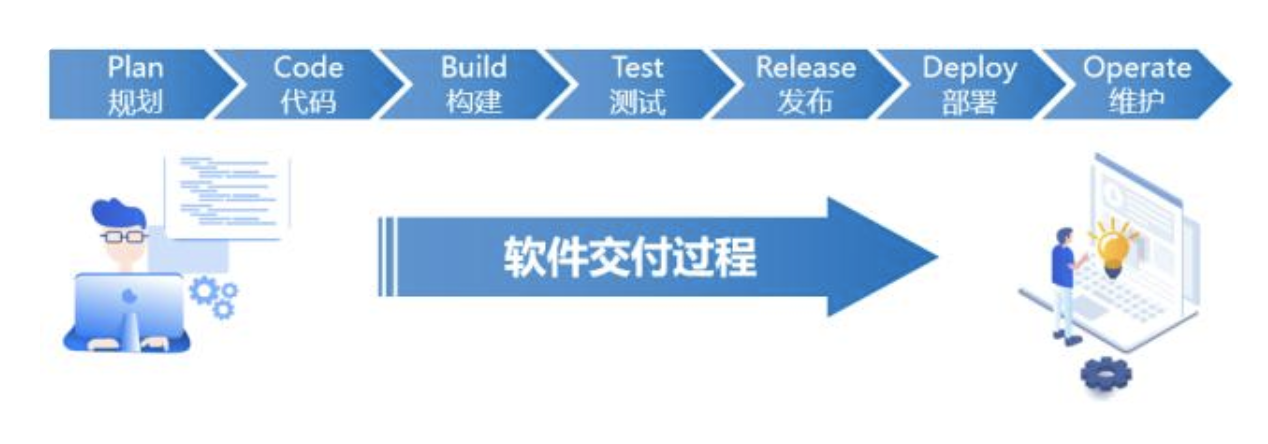 Plan
规划
Code
代码
Build
构建
Test
测试
Release
发布
Deploy
部署
Operate
维护
软件交付过程